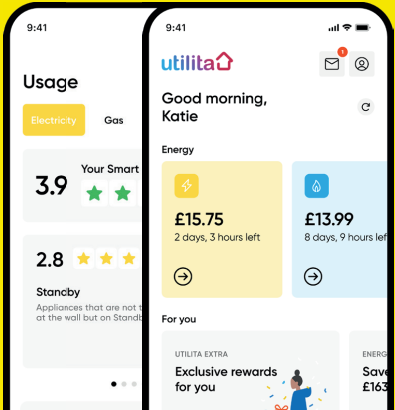 9:41
Usage
Electricity
Gas
3.9
Your Smart
2.8
Standby
Appliances that are not t
at the wall but on Standb
9:41
utilita
1
Good morning,
Katie
Energy
£15.75
2 days, 3 hours left
£13.99
8 days, 9 hours lef
For you
UTILITA EXTRA
Exclusive rewards
for you
ENERG
Save
£163